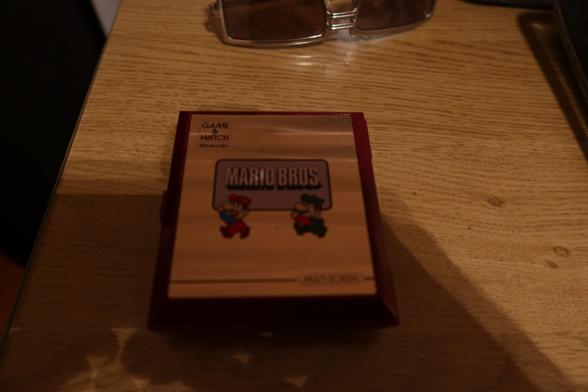 GAME
&
WATCH
Nintendo
MARIO BROS.
MULTI SCREEN